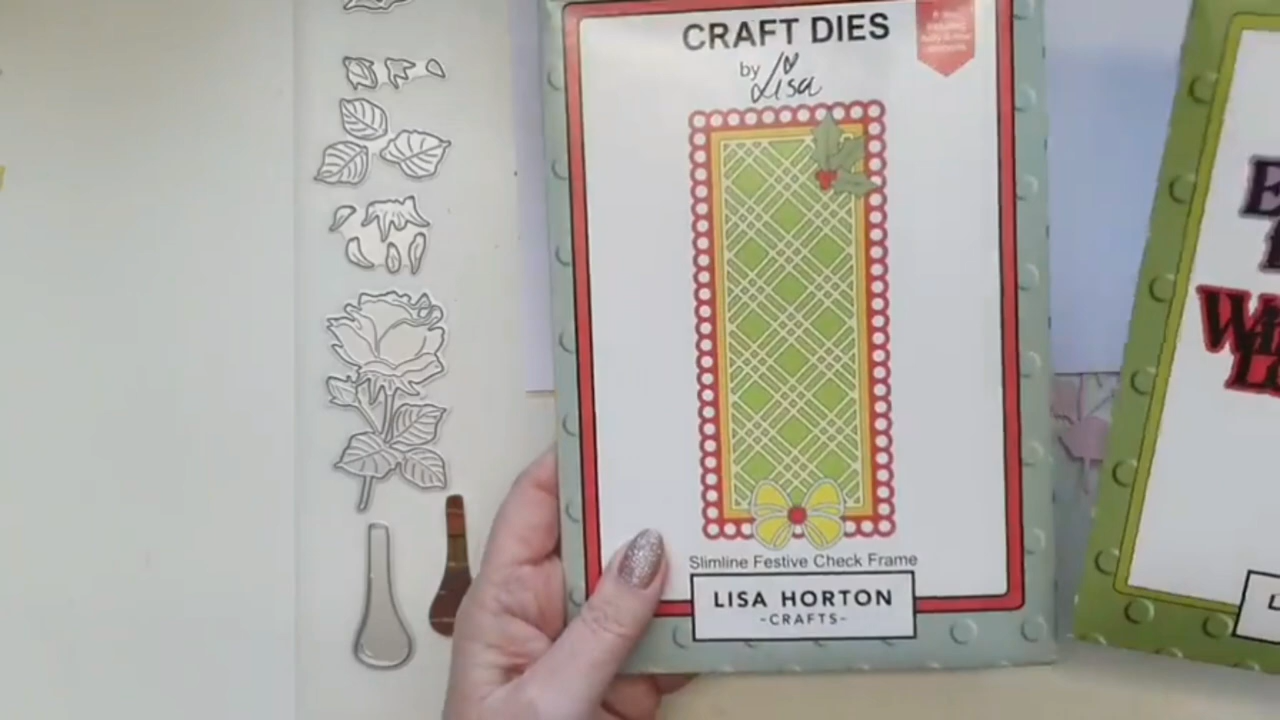 CRAFT DIES
by Lisa
Slimline Festive Check Frame
LISA HORTON
-CRAFTS-